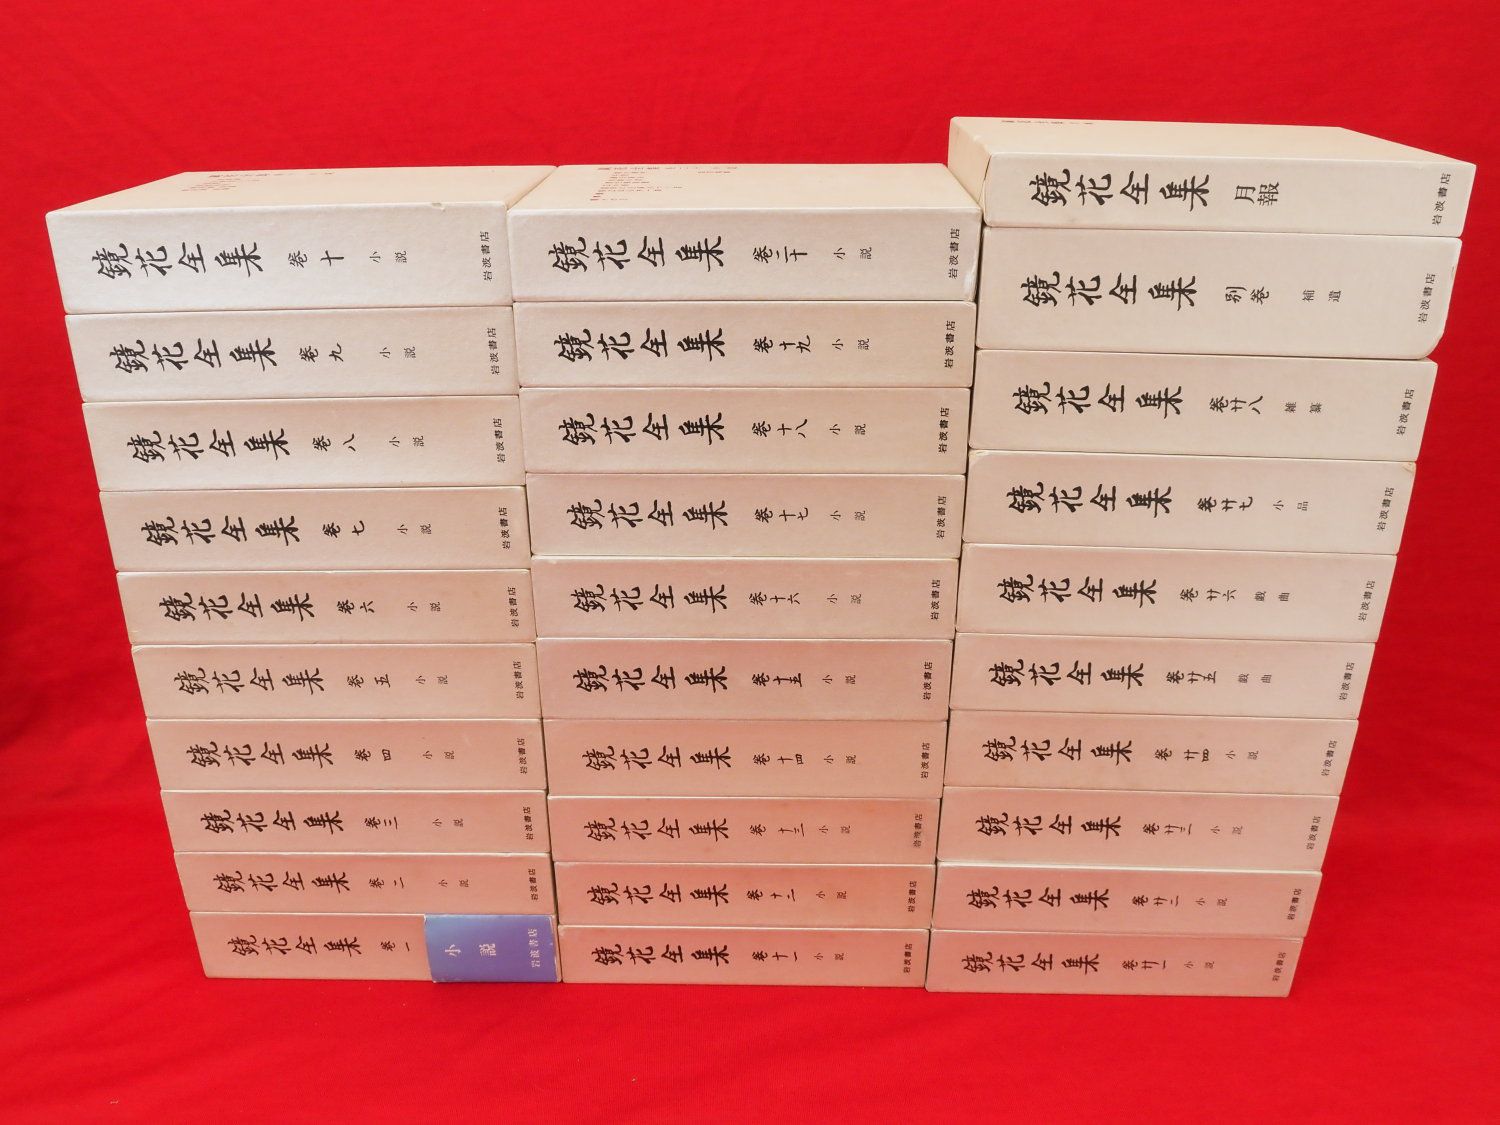 鏡花全集 巻十 小説 岩波書店
鏡花全集 巻九 小説 岩波書店
鏡花全集 巻八 小説 岩波書店
鏡花全集 巻七 小説 岩波書店
鏡花全集 巻六 小説 岩波書店
鏡花全集 巻五 小説 岩波書店
鏡花全集 巻四 小説 岩波書店
鏡花全集 巻三 小説 岩波書店
鏡花全集 巻二 小説 岩波書店
鏡花全集 巻一 小説 岩波書店
鏡花全集 巻二十 小説 岩波書店
鏡花全集 巻十九 小説 岩波書店
鏡花全集 巻十八 小説 岩波書店
鏡花全集 巻十七 小説 岩波書店
鏡花全集 巻十六 小説 岩波書店
鏡花全集 巻十五 小説 岩波書店
鏡花全集 巻十四 小説 岩波書店
鏡花全集 巻十三 小説 岩波書店
鏡花全集 巻十二 小説 岩波書店
鏡花全集 巻十一 小説 岩波書店
鏡花全集 月報 岩波書店
鏡花全集 別巻 補遺 岩波書店
鏡花全集 巻廿八 雑纂 岩波書店
鏡花全集 巻廿七 小品 岩波書店
鏡花全集 巻廿六 戯曲 岩波書店
鏡花全集 巻廿五 戯曲 岩波書店
鏡花全集 巻廿四 小説 岩波書店
鏡花全集 巻廿三 小説 岩波書店
鏡花全集 巻廿二 小説 岩波書店
鏡花全集 巻廿一 小説 岩波書店